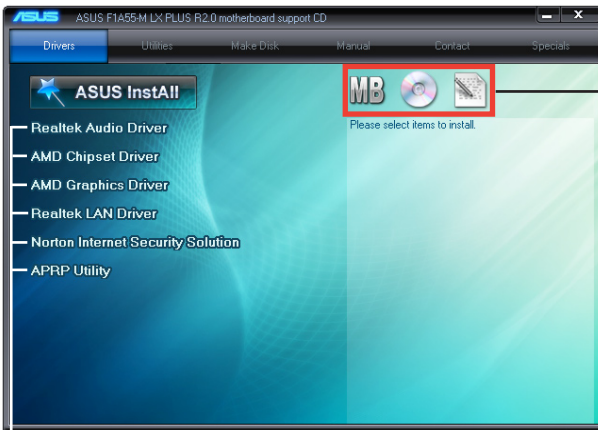 ASUS ASUS F1A55-M LX PLUS R2.0 motherboard support CD
Drivers Utilities Make Disk Manual Contact Specials
ASUS InstAll
MB
Realtek Audio Driver
Please select items to install.
AMD Chipset Driver
AMD Graphics Driver
Realtek LAN Driver
Norton Internet Security Solution
APRP Utility